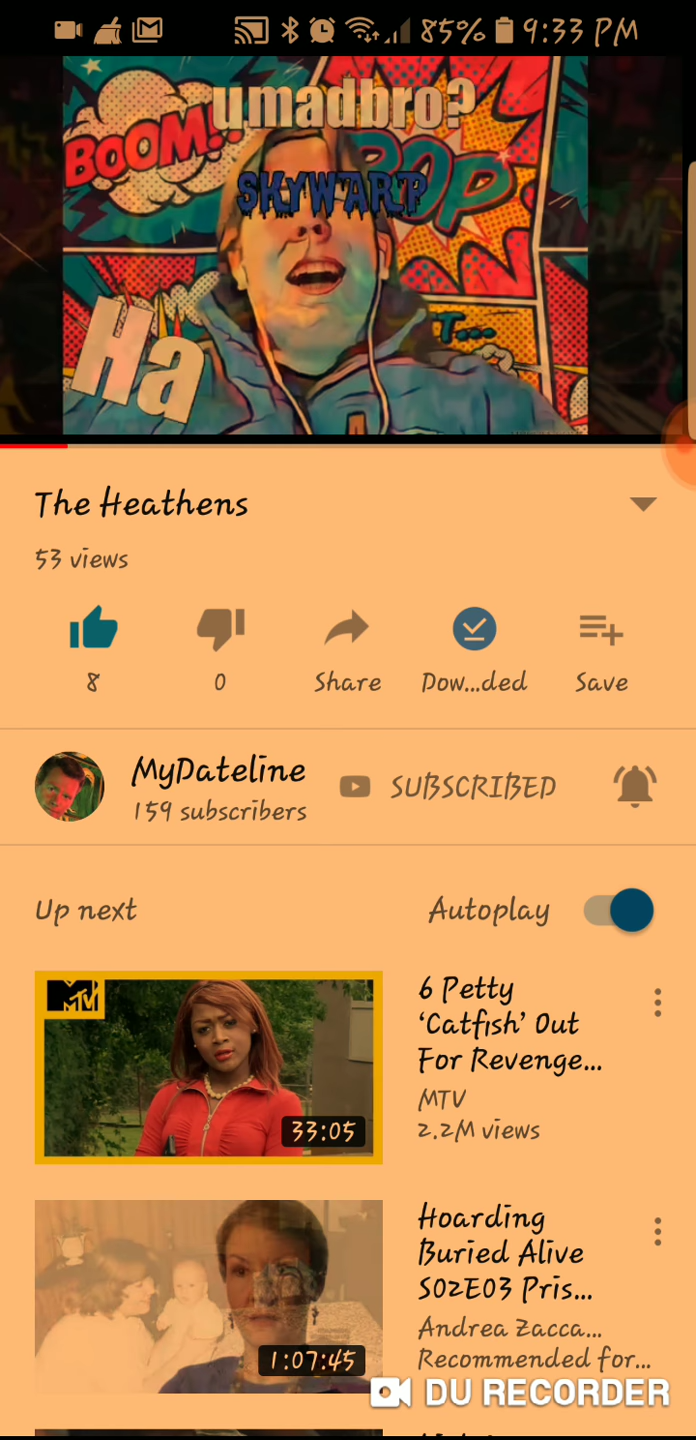 85% 9:33 PM
umadbro?
BOOM!!
POP
SKYWARP
T...
Ha
The Heathens
53 views
8 0 Share Dow...ded Save
MyDateline
159 subscribers
SUBSCRIBED
Up next
Autoplay
MTV
33:05
6 Petty
‘Catfish’ Out
For Revenge...
MTV
2.2M views
1:07:45
Hoarding
Buried Alive
S02E03 Pris...
Andrea Zacca...
Recommended for...
DU RECORDER